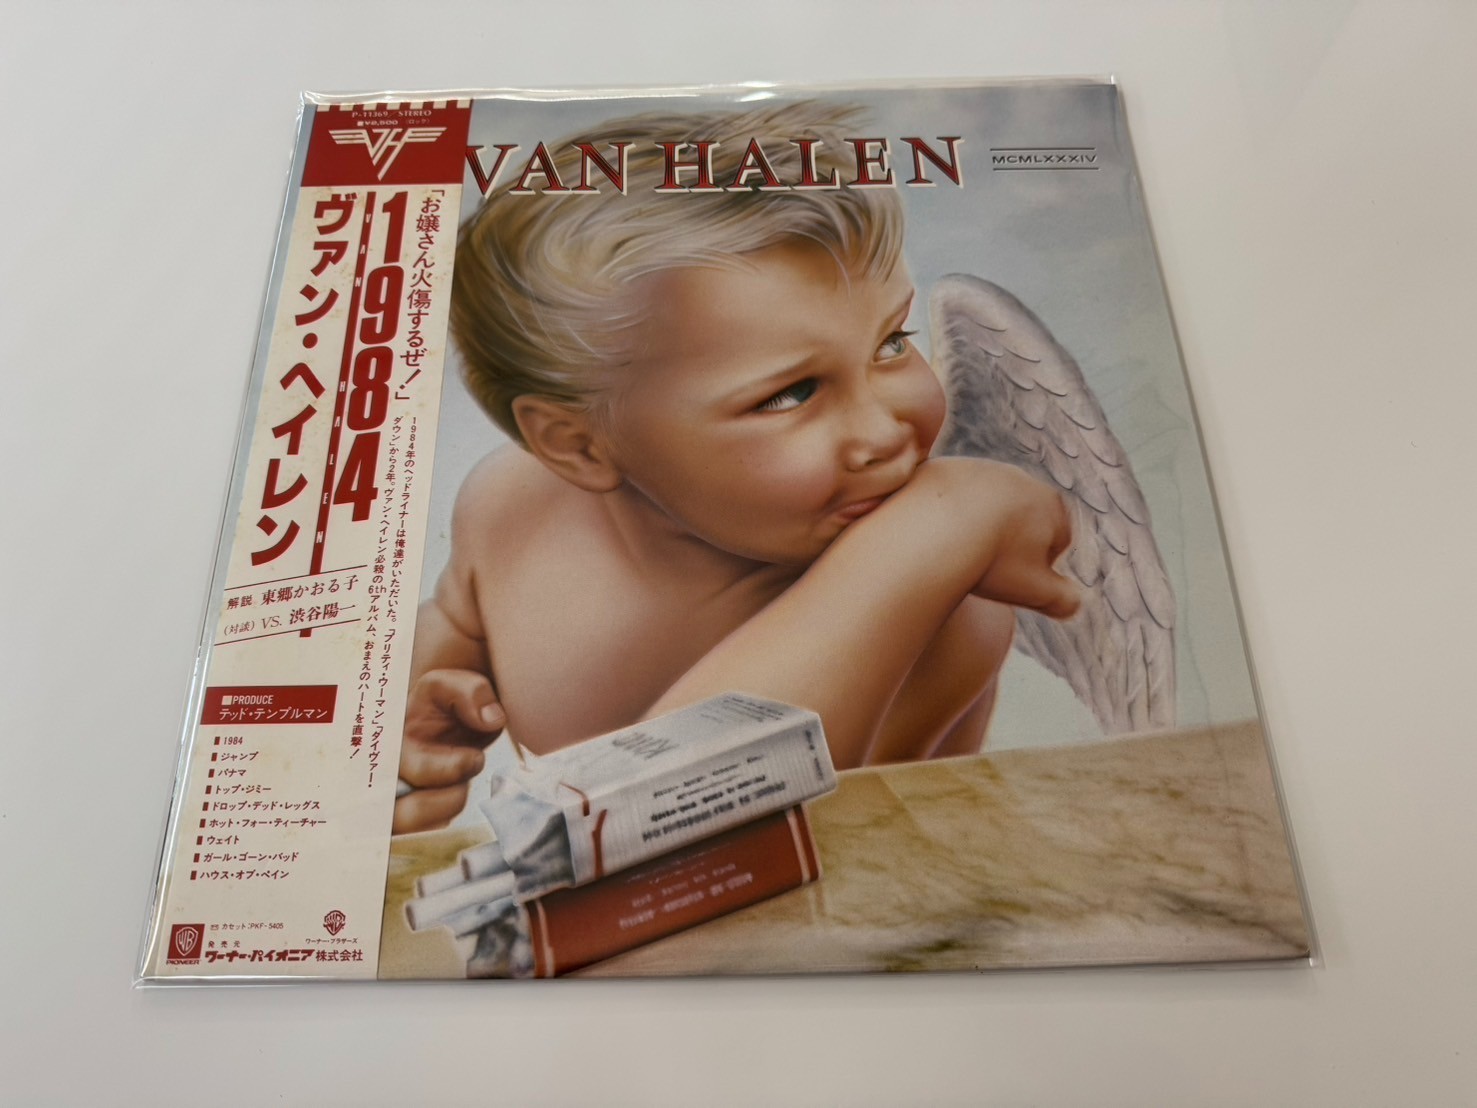 P-11369／STEREO
¥2,500 (ロック)
VH
VAN HALEN
MCMLXXXIV
「お嬢さん火傷するぜ!」
1984
VAN HALEN
ヴァン・ヘイレン
1984年のヘッドライナーは俺達がいただいた。「プリティ・ウーマン」「ダイヴァー・
ダウン」から2年。ヴァン・ヘイレン必殺の6thアルバム、おまえのハートを直撃!
解説 東郷かおる子
(対談) VS. 渋谷陽一
■PRODUCE
テッド・テンプルマン
■1984
■ジャンプ
■パナマ
■トップ・ジミー
■ドロップ・デッド・レッグス
■ホット・フォー・ティーチャー
■ウェイト
■ガール・ゴーン・バッド
■ハウス・オブ・ペイン
カセット:PKF-5405
WB
PIONEER
発売元
ワーナー・パイオニア株式会社
ワーナー・ブラザーズ